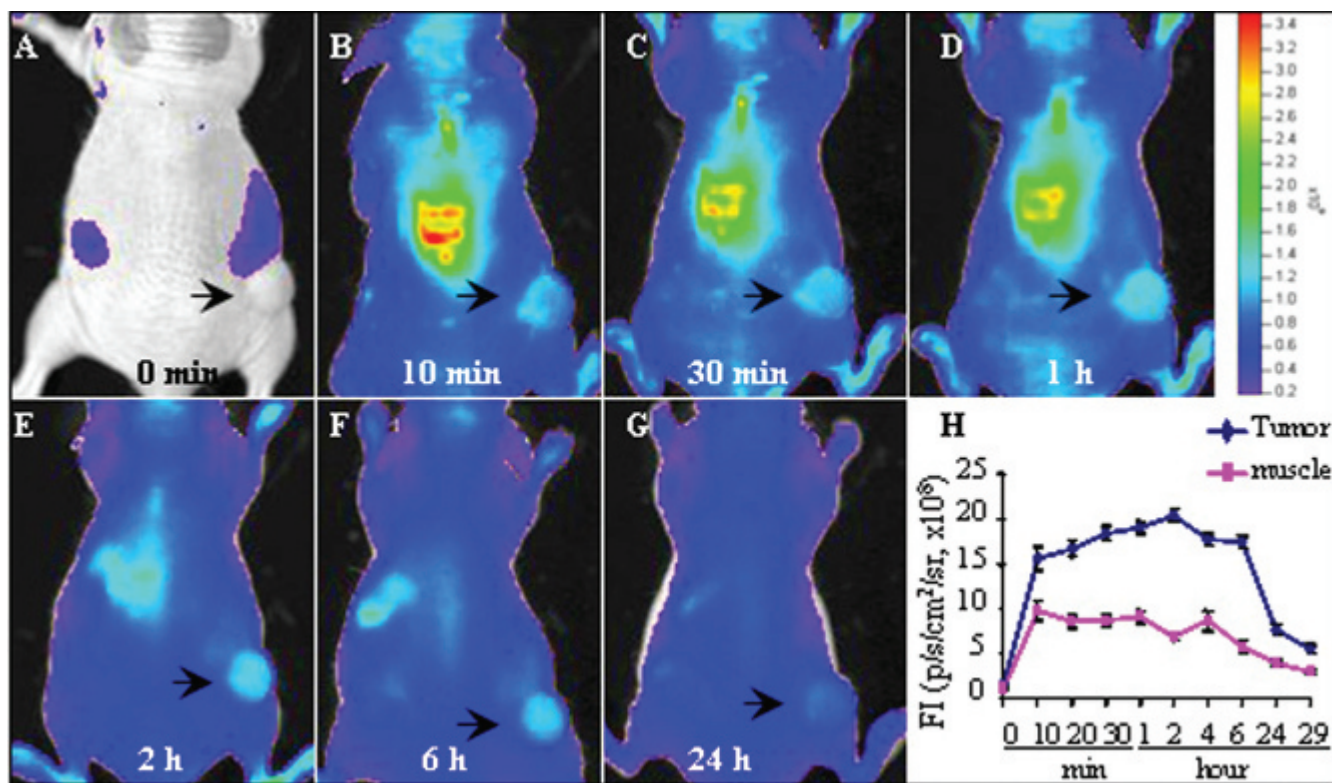 A
0 min
B
10 min
C
30 min
D
1 h
3.4
3.2
3.0
2.8
2.6
2.4
2.2
2.0
1.8
1.6
1.4
1.2
1.0
0.8
0.6
0.4
0.2
E
2 h
F
6 h
G
24 h
H
Tumor
muscle
FI (p/s/cm²/sr, x10⁸)
25
20
15
10
5
0
0 10 20 30 1 2 4 6 24 29
min hour